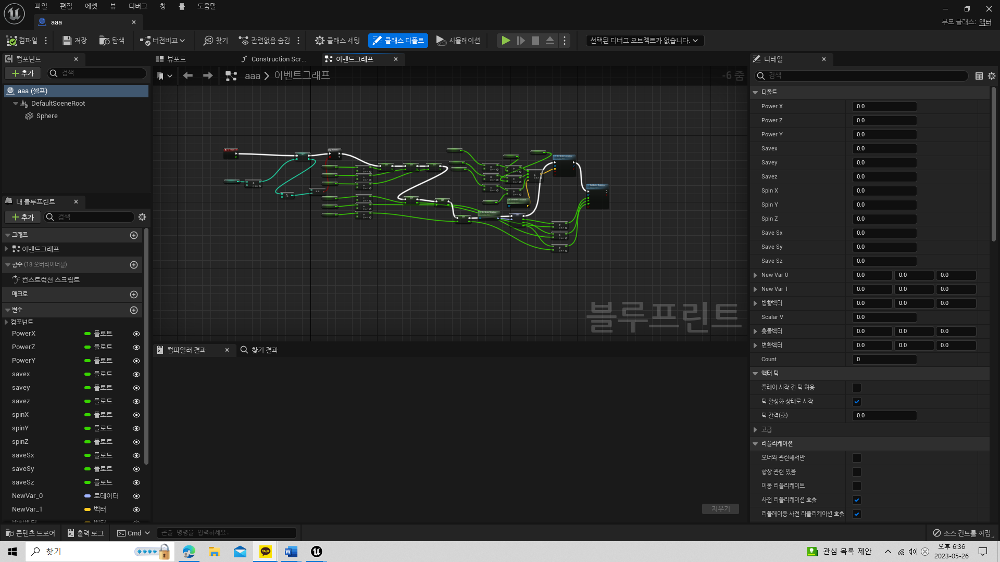 파일 편집 에셋 뷰 디버그 창 툴 도움말
aaa
부모 클래스: 액터
컴파일 저장 탐색 버전비교 찾기 관련없음 숨김 클래스 세팅 클래스 디폴트 시뮬레이션 선택된 디버그 오브젝트가 없습니다.
컴포넌트
추가 검색
aaa (셀프)
DefaultSceneRoot
Sphere
내 블루프린트
추가 검색
그래프
이벤트그래프
함수 (18 오버라이더블)
컨스트럭션 스크립트
매크로
변수
컴포넌트
PowerX 플로트
PowerZ 플로트
PowerY 플로트
savex 플로트
savey 플로트
savez 플로트
spinX 플로트
spinY 플로트
spinZ 플로트
saveSx 플로트
saveSy 플로트
saveSz 플로트
NewVar_0 로테이터
NewVar_1 벡터
방향벡터 벡터
뷰포트 Construction Scr... 이벤트그래프
aaa > 이벤트그래프 -6 줌
블루프린트
컴파일러 결과 찾기 결과
지우기
디테일
검색
디폴트
Power X 0.0
Power Z 0.0
Power Y 0.0
Savex 0.0
Savey 0.0
Savez 0.0
Spin X 0.0
Spin Y 0.0
Spin Z 0.0
Save Sx 0.0
Save Sy 0.0
Save Sz 0.0
New Var 0 0.0 0.0 0.0
New Var 1 0.0 0.0 0.0
방향벡터 0.0 0.0 0.0
Scalar V 0.0
충돌벡터 0.0 0.0 0.0
변환벡터 0.0 0.0 0.0
Count 0
액터 틱
플레이 시작 전 틱 허용
틱 활성화 상태로 시작
틱 간격(초) 0.0
고급
리플리케이션
오너와 관련해서만
항상 관련 있음
이동 리플리케이트
사전 리플리케이션 호출
리플레이용 사전 리플리케이션 호출
콘텐츠 드로어 출력 로그 Cmd 콘솔 명령을 입력하세요. 소스 컨트롤 꺼짐
찾기 TALK W 관심 목록 제안 오후 6:36
2023-05-26